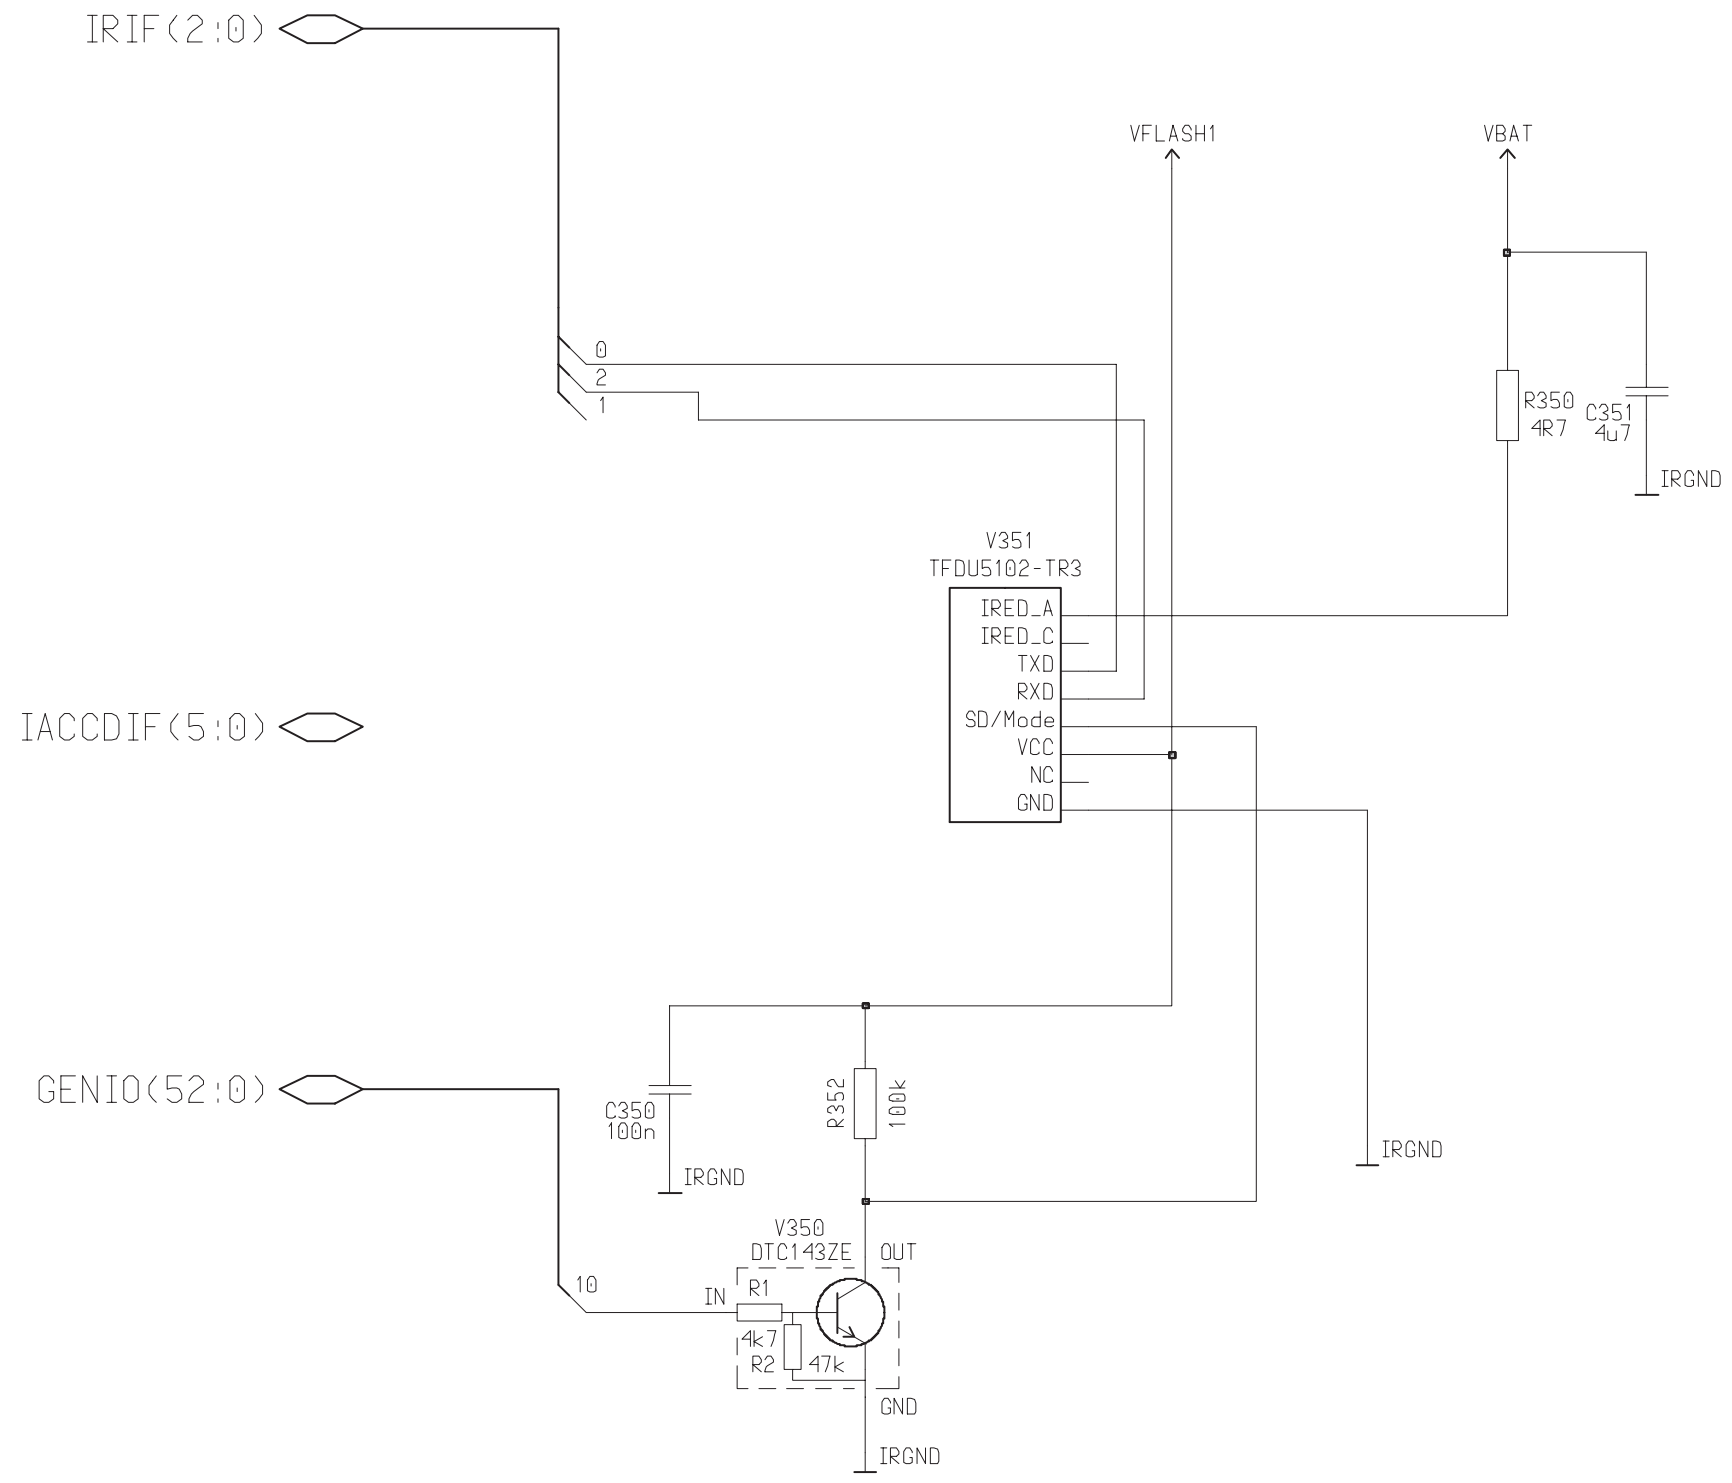 IRIF(2:0)
VFLASH1
VBAT
0
2
1
R350
4R7
C351
4u7
IRGND
V351
TFDU5102-TR3
IRED_A
IRED_C
TXD
RXD
SD/Mode
VCC
NC
GND
IACCDIF(5:0)
GENIO(52:0)
C350
100n
IRGND
R352
100k
IRGND
V350
DTC143ZE
OUT
10
IN
R1
4k7
R2
47k
GND
IRGND